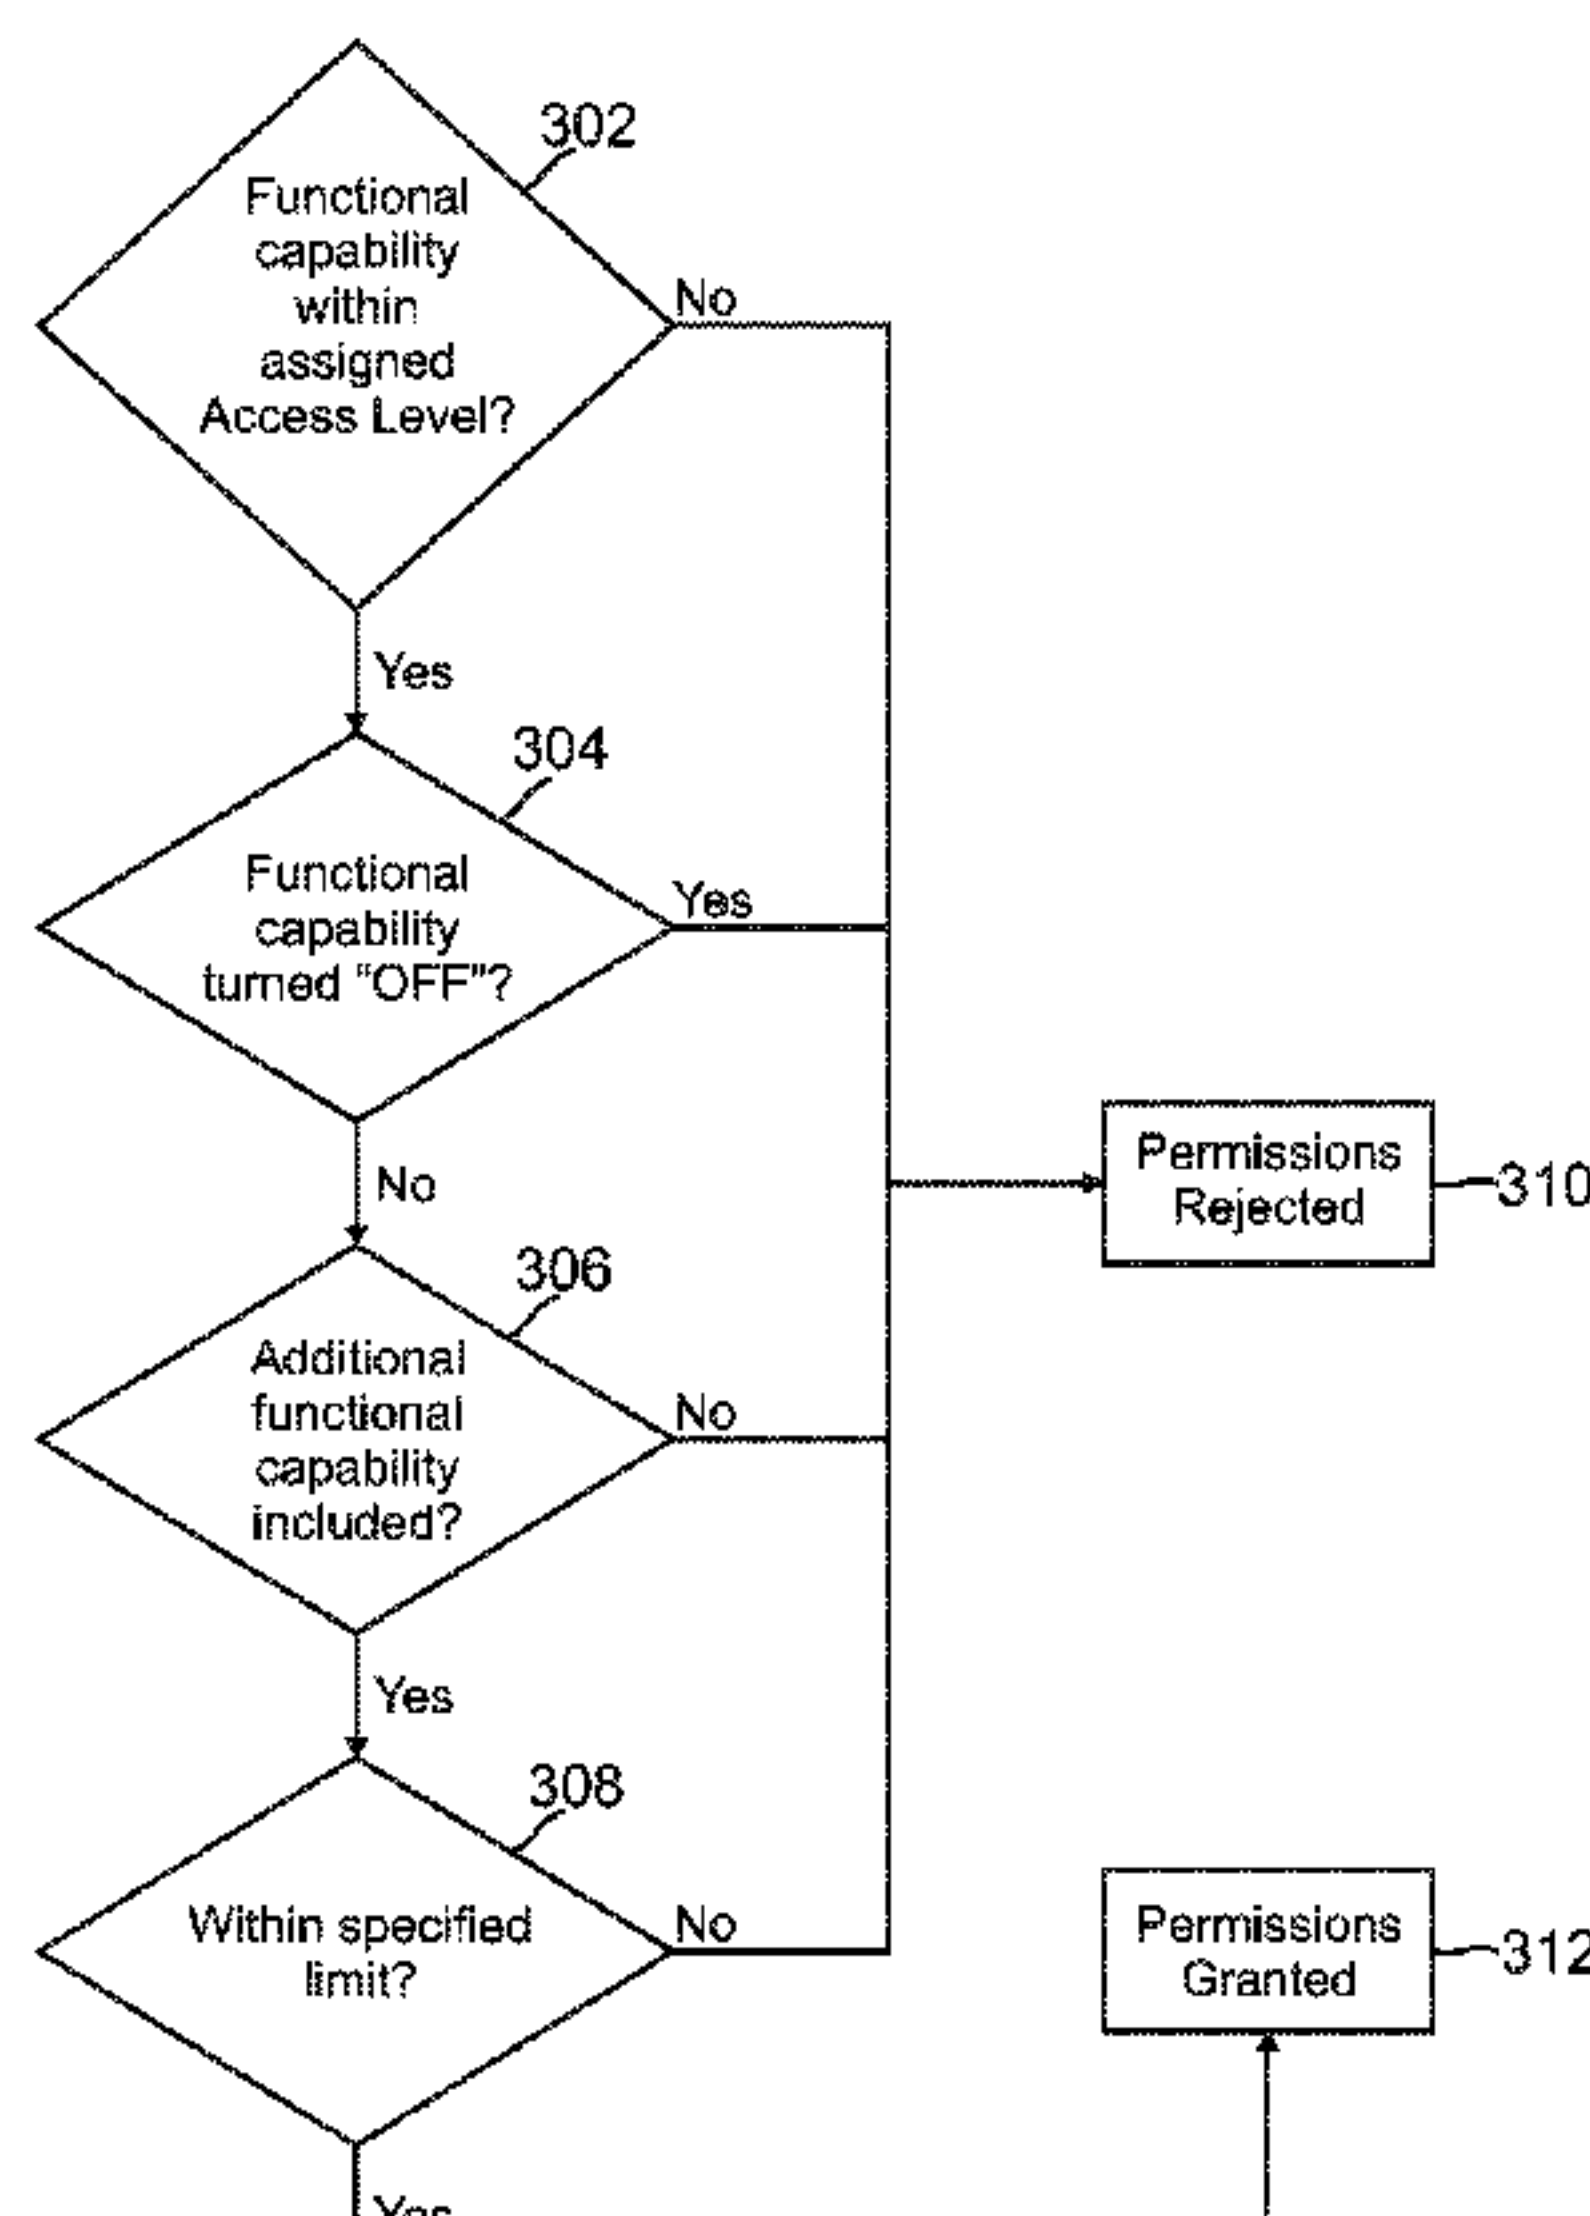 302
Functional
capability
within
assigned
Access Level?
No
Yes
304
Functional
capability
turned “OFF”?
Yes
No
Permissions
Rejected
310
306
Additional
functional
capability
included?
No
Yes
308
Within specified
limit?
No
Permissions
Granted
312
Yes